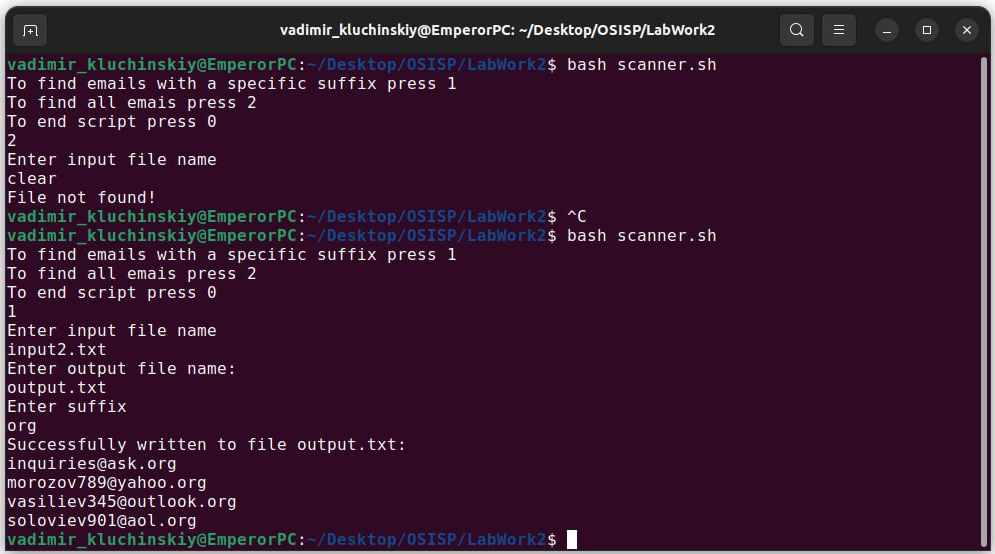 vadimir_kluchinskiy@EmperorPC: ~/Desktop/OSISP/LabWork2
vadimir_kluchinskiy@EmperorPC:~/Desktop/OSISP/LabWork2$ bash scanner.sh
To find emails with a specific suffix press 1
To find all emais press 2
To end script press 0
2
Enter input file name
clear
File not found!
vadimir_kluchinskiy@EmperorPC:~/Desktop/OSISP/LabWork2$ ^C
vadimir_kluchinskiy@EmperorPC:~/Desktop/OSISP/LabWork2$ bash scanner.sh
To find emails with a specific suffix press 1
To find all emais press 2
To end script press 0
1
Enter input file name
input2.txt
Enter output file name:
output.txt
Enter suffix
org
Successfully written to file output.txt:
inquiries@ask.org
morozov789@yahoo.org
vasiliev345@outlook.org
soloviev901@aol.org
vadimir_kluchinskiy@EmperorPC:~/Desktop/OSISP/LabWork2$